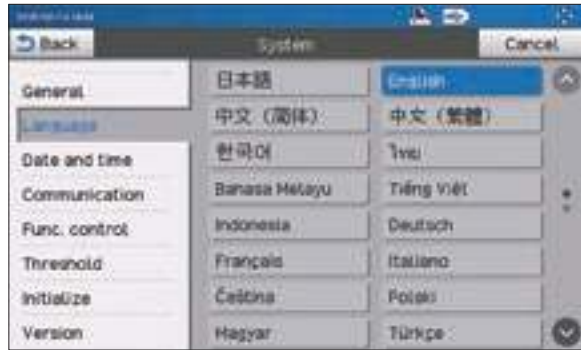 Back
System
Cancel
General
Language
Date and time
Communication
Func. control
Threshold
Initialize
Version
日本語
English
中文（简体）
中文（繁體）
한국어
ไทย
Bahasa Melayu
Tiếng Việt
Indonesia
Deutsch
Français
Italiano
Čeština
Polski
Magyar
Türkçe